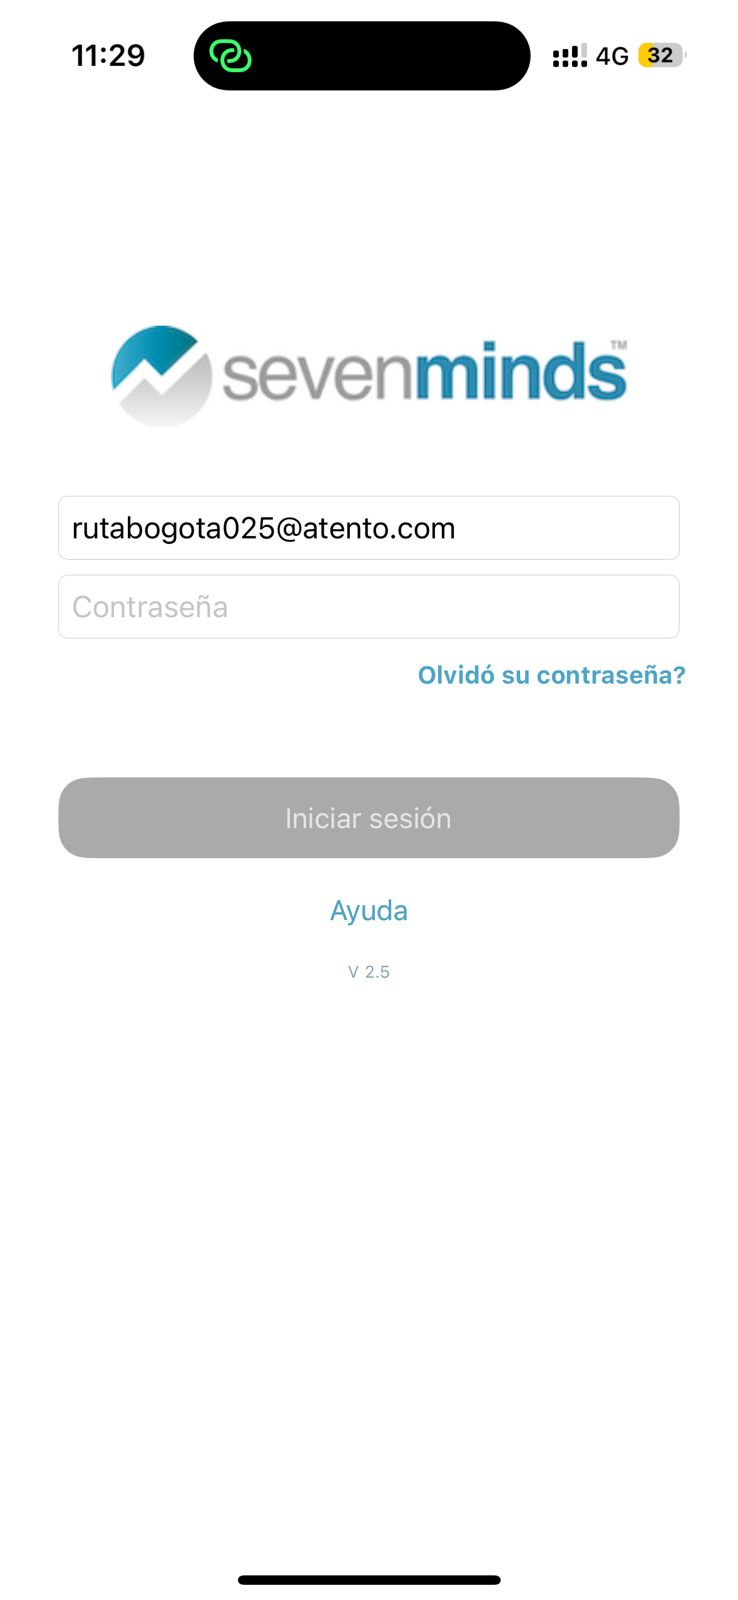 11:29
4G
32
sevenminds™
rutabogota025@atento.com
Contraseña
Olvidó su contraseña?
Iniciar sesión
Ayuda
V 2.5